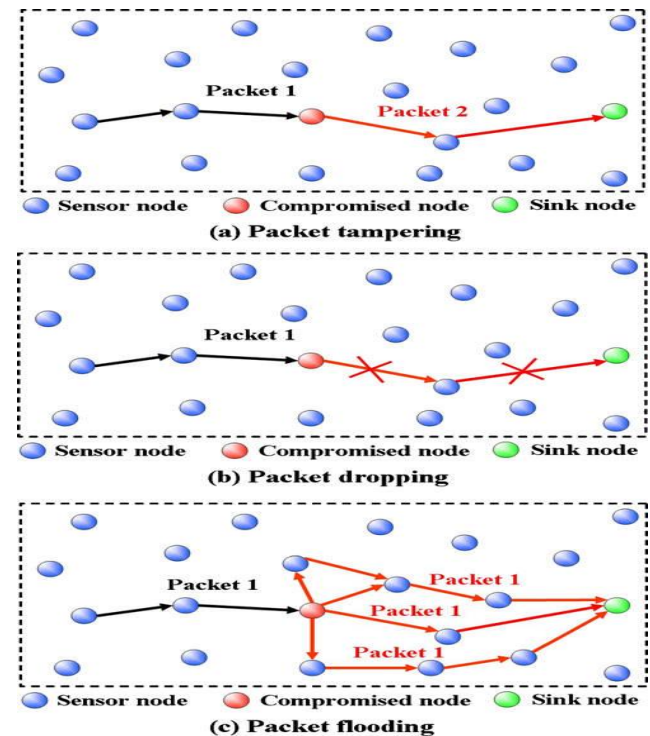 Packet 1
Packet 2
Sensor node Compromised node Sink node
(a) Packet tampering
Packet 1
Sensor node Compromised node Sink node
(b) Packet dropping
Packet 1
Packet 1
Packet 1
Packet 1
Sensor node Compromised node Sink node
(c) Packet flooding